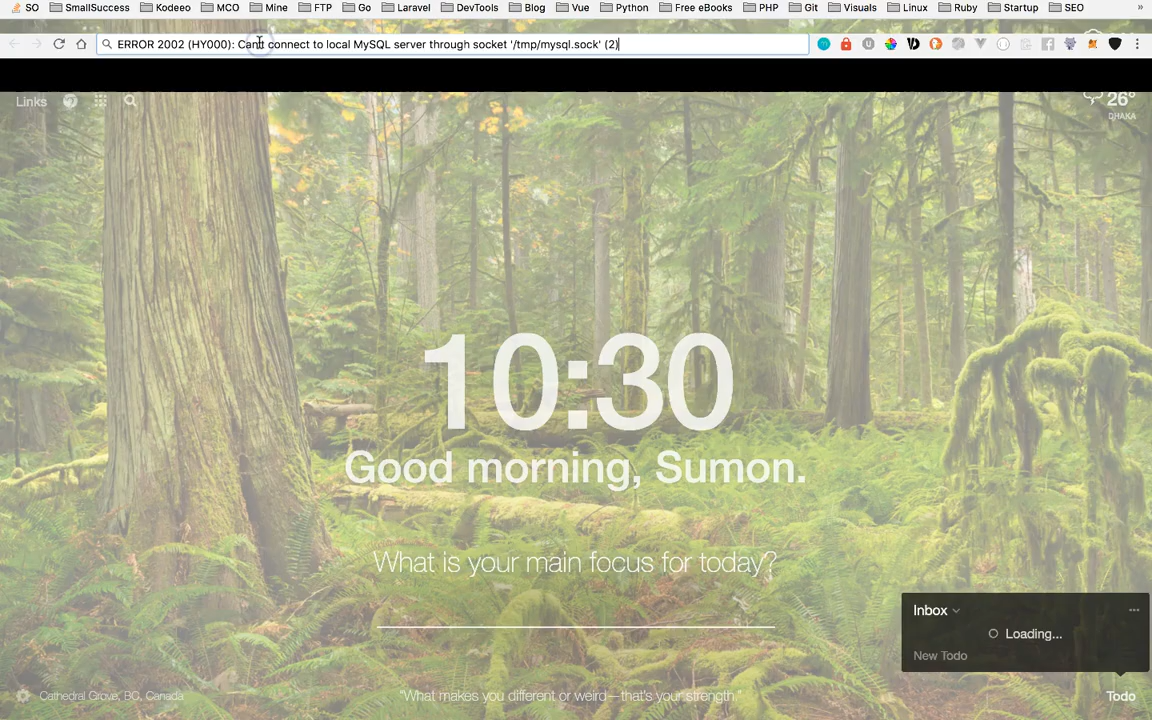 SO SmallSuccess Kodeeo MCO Mine FTP Go Laravel DevTools Blog Vue Python Free eBooks PHP Git Visuals Linux Ruby Startup SEO »
ERROR 2002 (HY000): Can't connect to local MySQL server through socket '/tmp/mysql.sock' (2)
Links
26°
DHAKA
10:30
Good morning, Sumon.
What is your main focus for today?
Inbox
Loading...
New Todo
Cathedral Grove, BC, Canada
"What makes you different or weird—that's your strength."
Todo